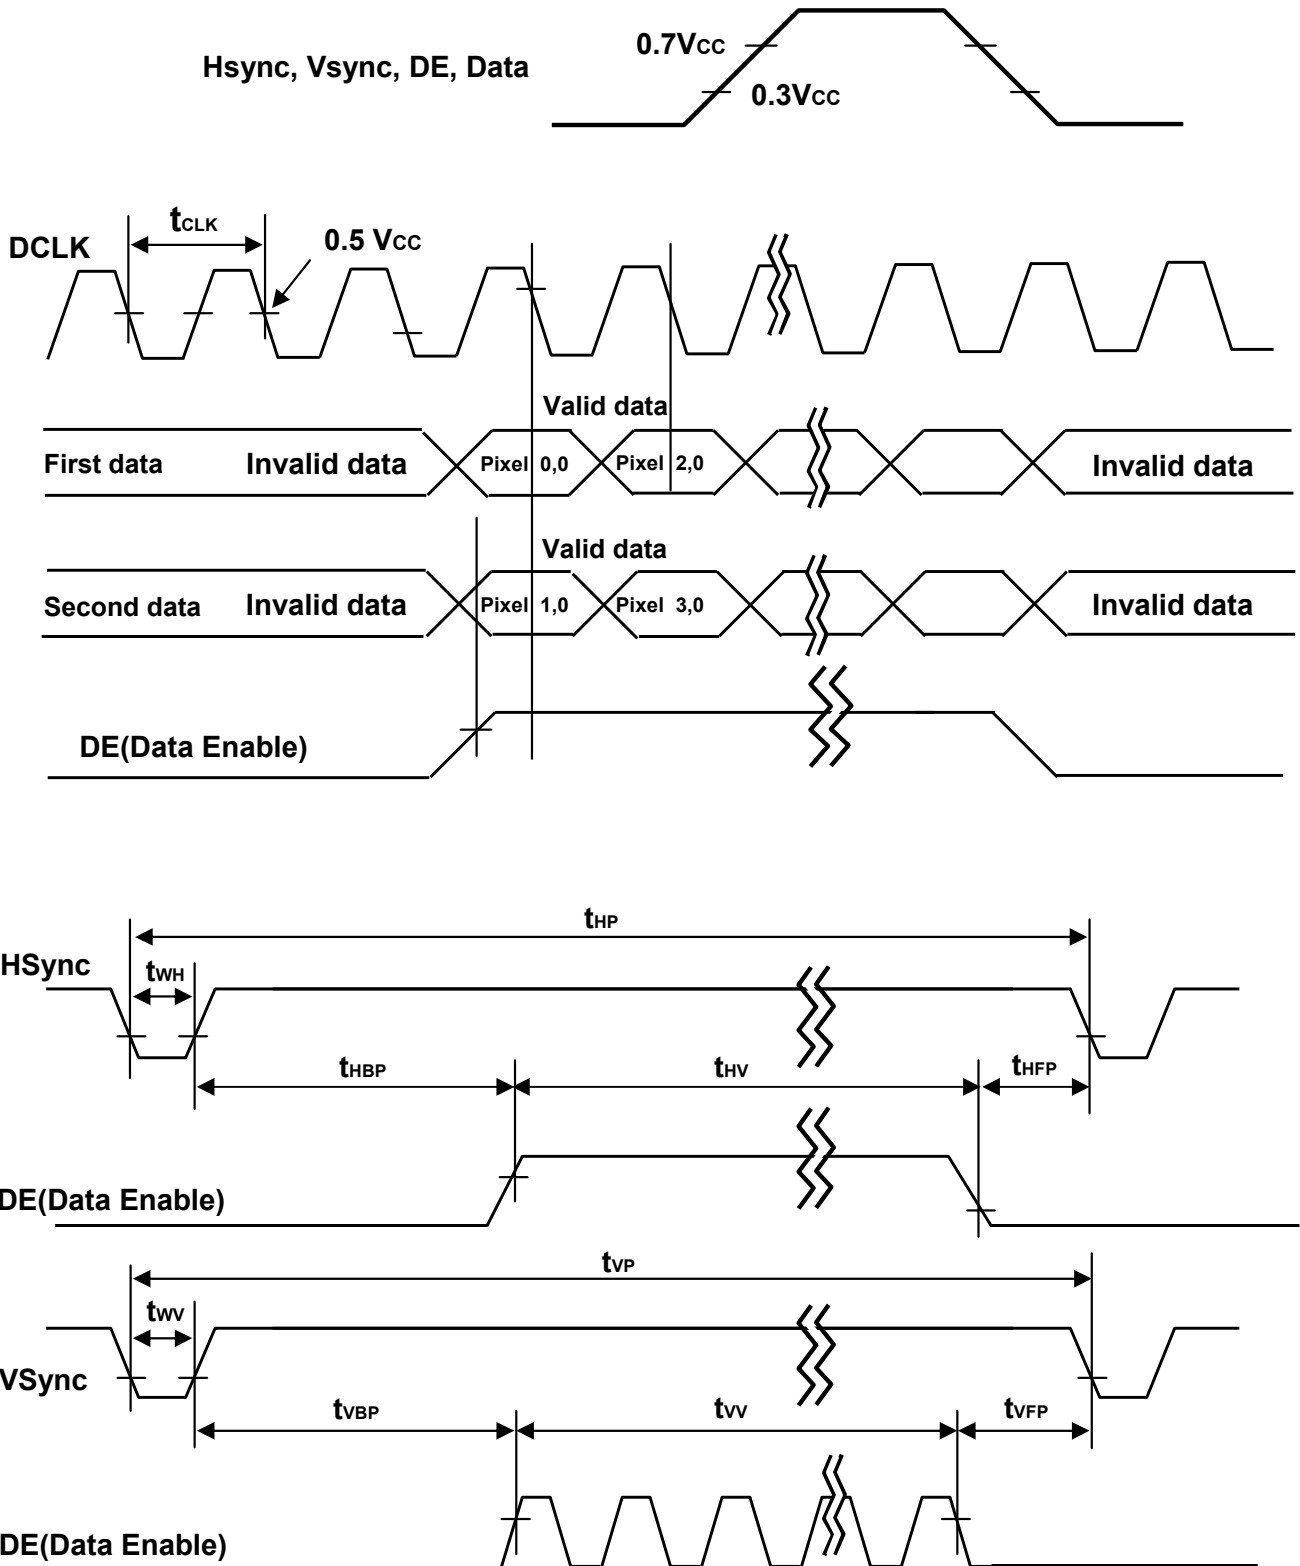 Hsync, Vsync, DE, Data
0.7VCC
0.3VCC
tCLK
DCLK
0.5 VCC
Valid data
First data Invalid data Pixel 0,0 Pixel 2,0 Invalid data
Valid data
Second data Invalid data Pixel 1,0 Pixel 3,0 Invalid data
DE(Data Enable)
tHP
HSync
tWH
tHBP tHV tHFP
DE(Data Enable)
tVP
tWV
VSync
tVBP tVV tVFP
DE(Data Enable)